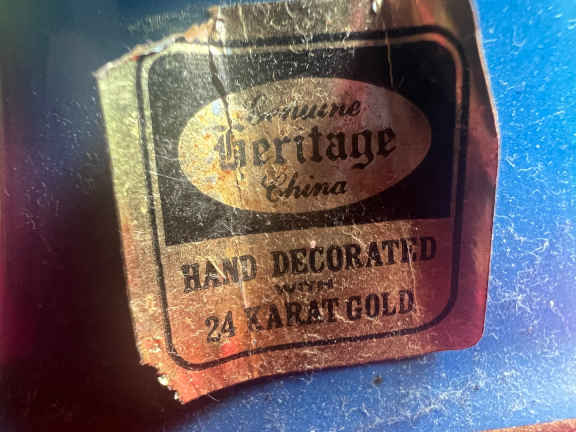 Genuine
Heritage
China
HAND DECORATED
WITH
24 KARAT GOLD